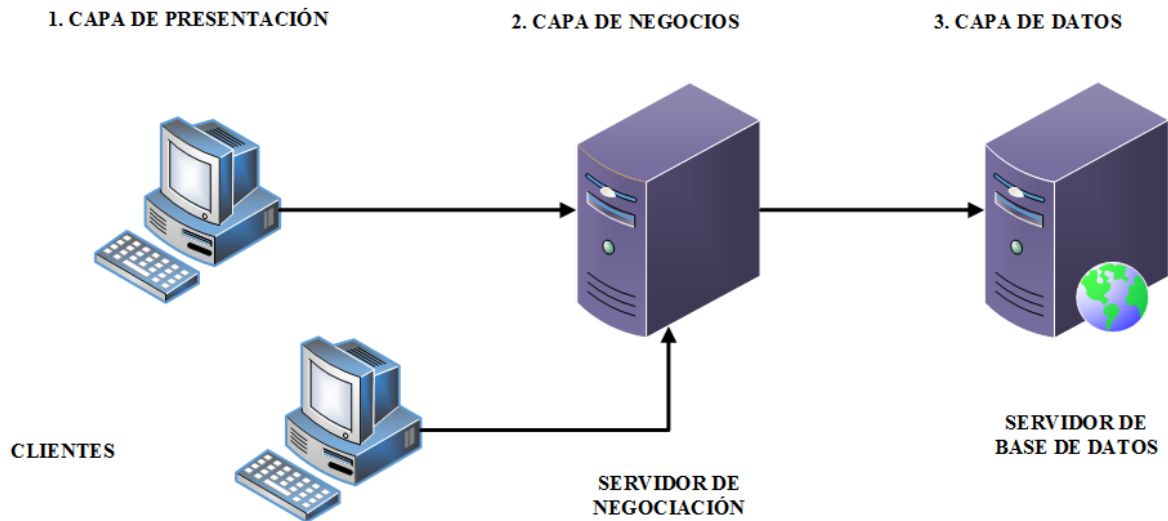 1. CAPA DE PRESENTACIÓN
2. CAPA DE NEGOCIOS
3. CAPA DE DATOS
CLIENTES
SERVIDOR DE
NEGOCIACIÓN
SERVIDOR DE
BASE DE DATOS